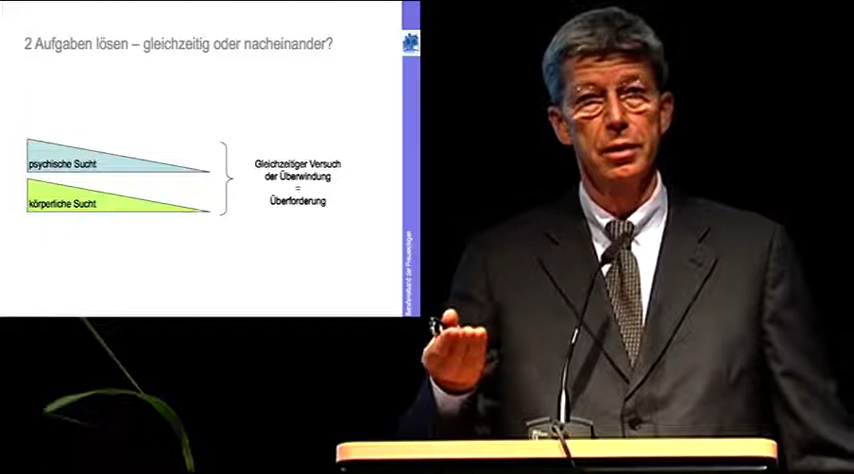 2 Aufgaben lösen – gleichzeitig oder nacheinander?
psychische Sucht
körperliche Sucht
Gleichzeitiger Versuch
der Überwindung
=
Überforderung